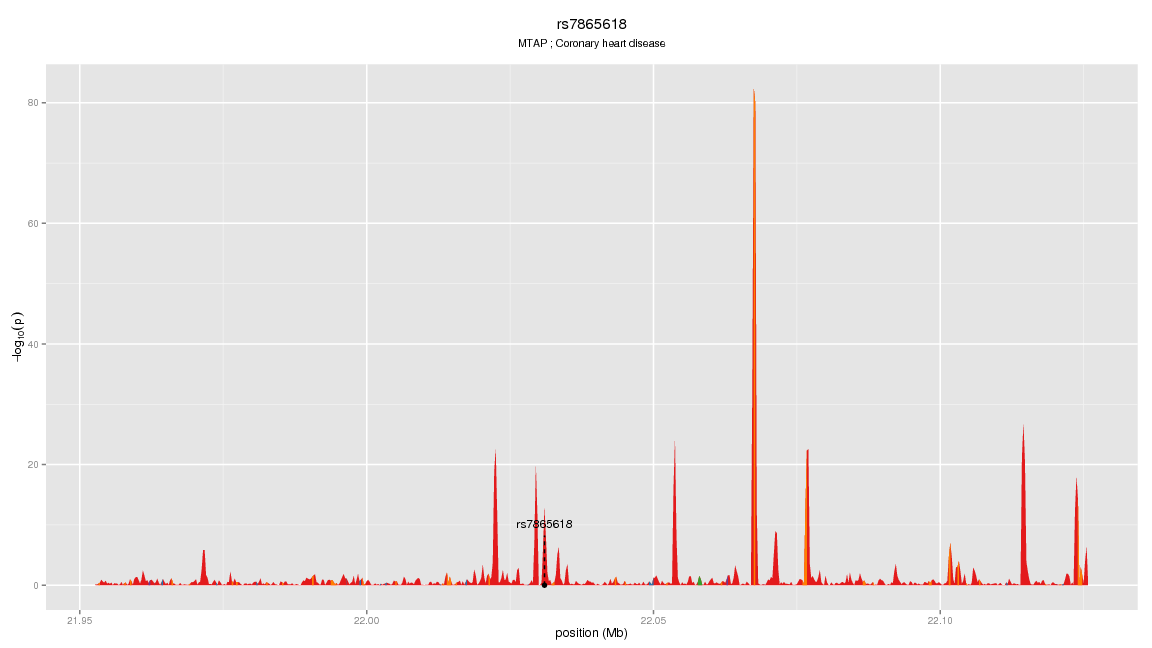 rs7865618
MTAP ; Coronary heart disease
80
60
40
20
0
−log10(p)
rs7865618
21.95
22.00
22.05
22.10
position (Mb)